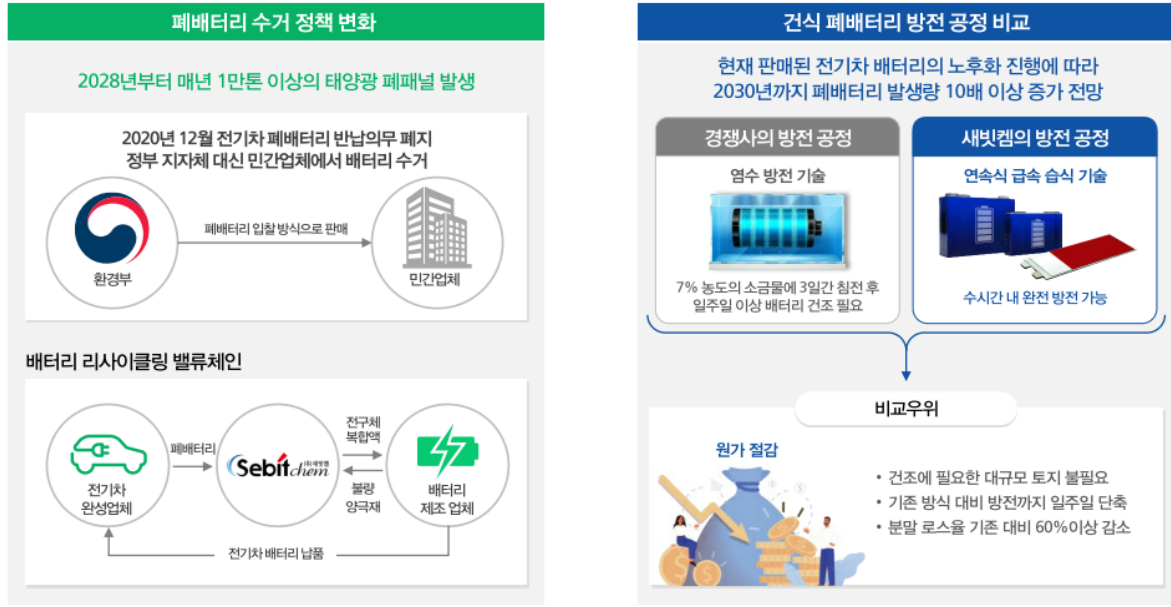 폐배터리 수거 정책 변화
2028년부터 매년 1만톤 이상의 태양광 폐패널 발생
2020년 12월 전기차 폐배터리 반납의무 폐지
정부 지자체 대신 민간업체에서 배터리 수거
환경부
폐배터리 입찰 방식으로 판매
민간업체
배터리 리사이클링 밸류체인
전기차
완성업체
폐배터리
Sebitchem
(주)새빗켐
전구체
복합액
불량
양극재
배터리
제조 업체
전기차 배터리 납품
건식 폐배터리 방전 공정 비교
현재 판매된 전기차 배터리의 노후화 진행에 따라
2030년까지 폐배터리 발생량 10배 이상 증가 전망
경쟁사의 방전 공정
염수 방전 기술
7% 농도의 소금물에 3일간 침전 후
일주일 이상 배터리 건조 필요
새빗켐의 방전 공정
연속식 급속 습식 기술
수시간 내 완전 방전 가능
비교우위
원가 절감
• 건조에 필요한 대규모 토지 불필요
• 기존 방식 대비 방전까지 일주일 단축
• 분말 로스율 기존 대비 60%이상 감소